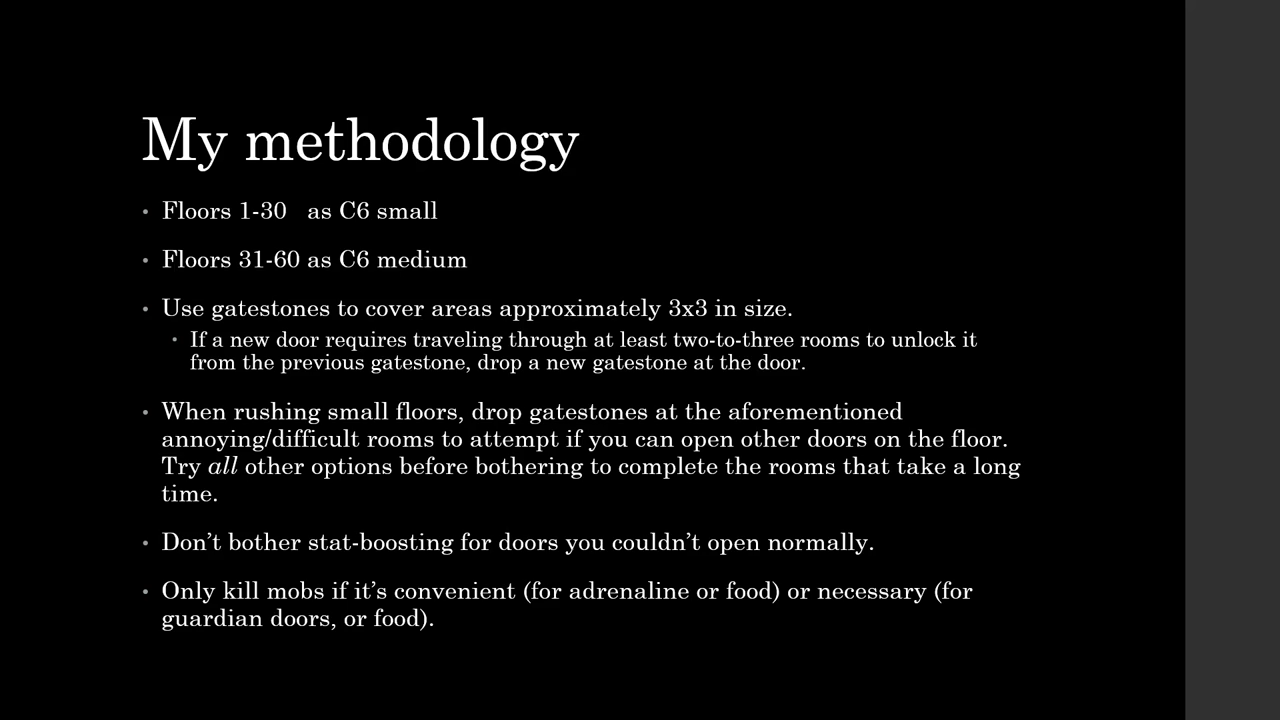 My methodology
• Floors 1-30   as C6 small
• Floors 31-60 as C6 medium
• Use gatestones to cover areas approximately 3x3 in size.
• If a new door requires traveling through at least two-to-three rooms to unlock it
from the previous gatestone, drop a new gatestone at the door.
• When rushing small floors, drop gatestones at the aforementioned
annoying/difficult rooms to attempt if you can open other doors on the floor.
Try all other options before bothering to complete the rooms that take a long
time.
• Don’t bother stat-boosting for doors you couldn’t open normally.
• Only kill mobs if it’s convenient (for adrenaline or food) or necessary (for
guardian doors, or food).